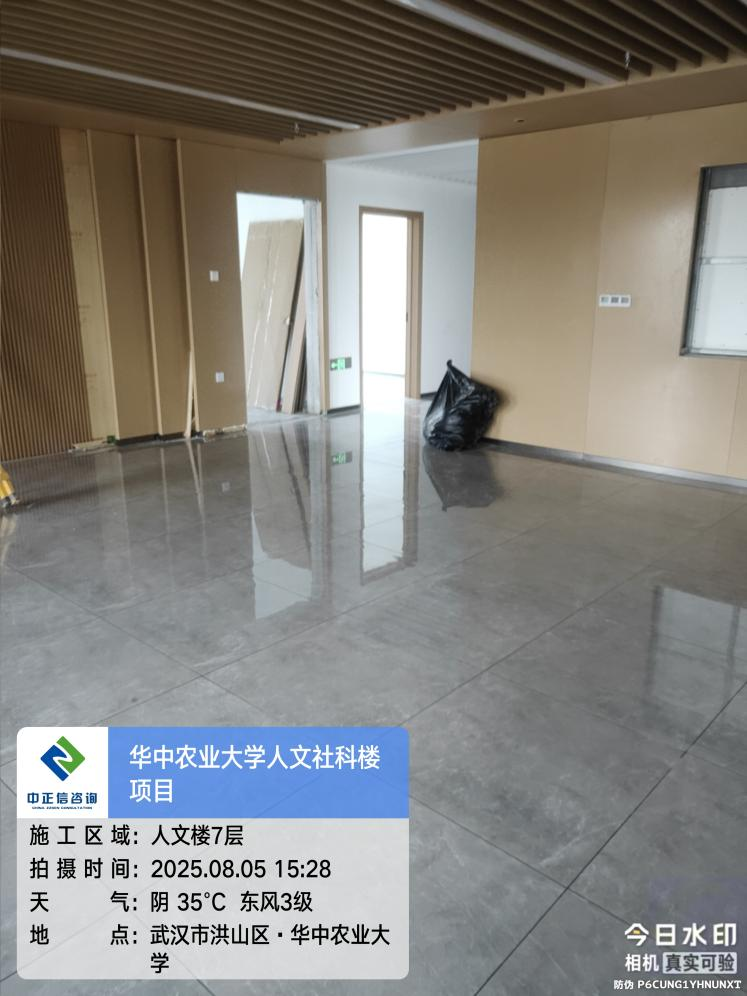 华中农业大学人文社科楼
项目
中正信咨询
施工区域：人文楼7层
拍摄时间：2025.08.05 15:28
天气：阴 35°C 东风3级
地点：武汉市洪山区·华中农业大
学
今日水印
相机 真实可验
防伪 P6CUNG1YHNUNXT